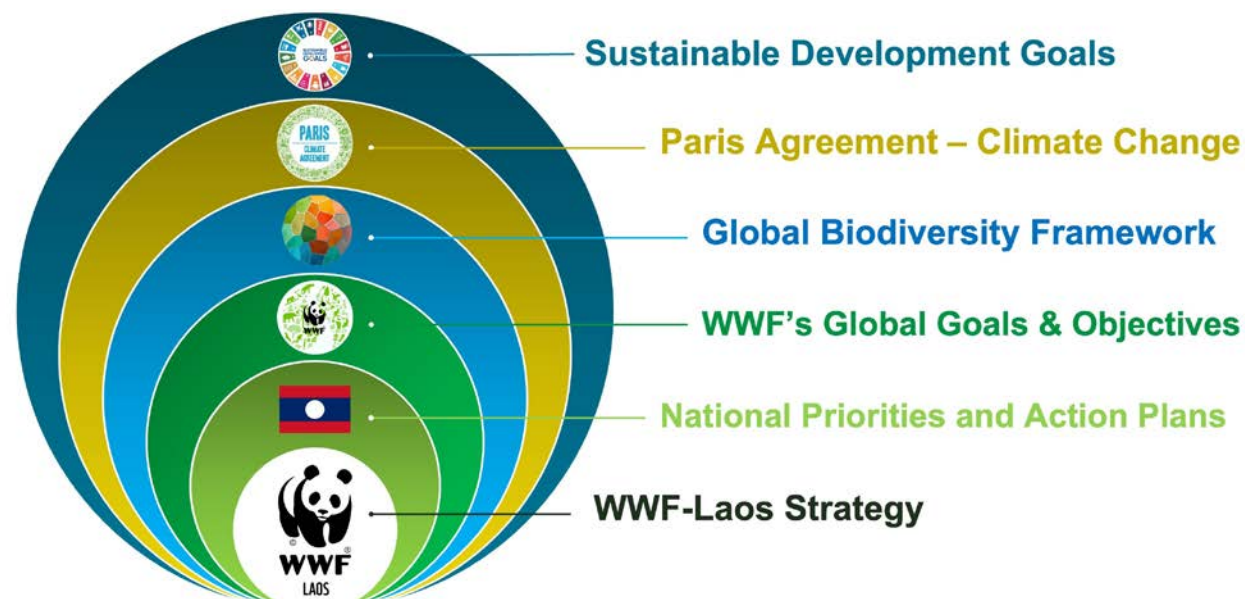 SUSTAINABLE
DEVELOPMENT
GOALS
Sustainable Development Goals
PARIS
CLIMATE
AGREEMENT
Paris Agreement – Climate Change
Global Biodiversity Framework
WWF
WWF’s Global Goals & Objectives
National Priorities and Action Plans
WWF-Laos Strategy
©
®
WWF
LAOS